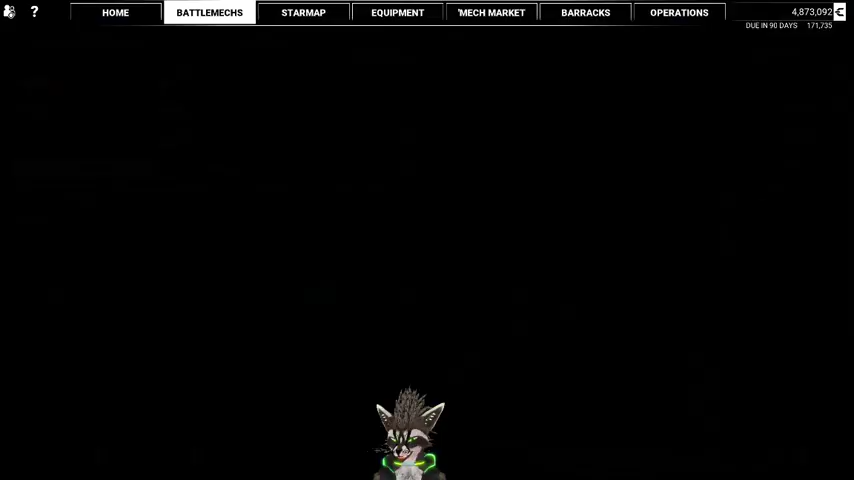 ?
HOME
BATTLEMECHS
STARMAP
EQUIPMENT
'MECH MARKET
BARRACKS
OPERATIONS
4,873,092
DUE IN 90 DAYS 171,735